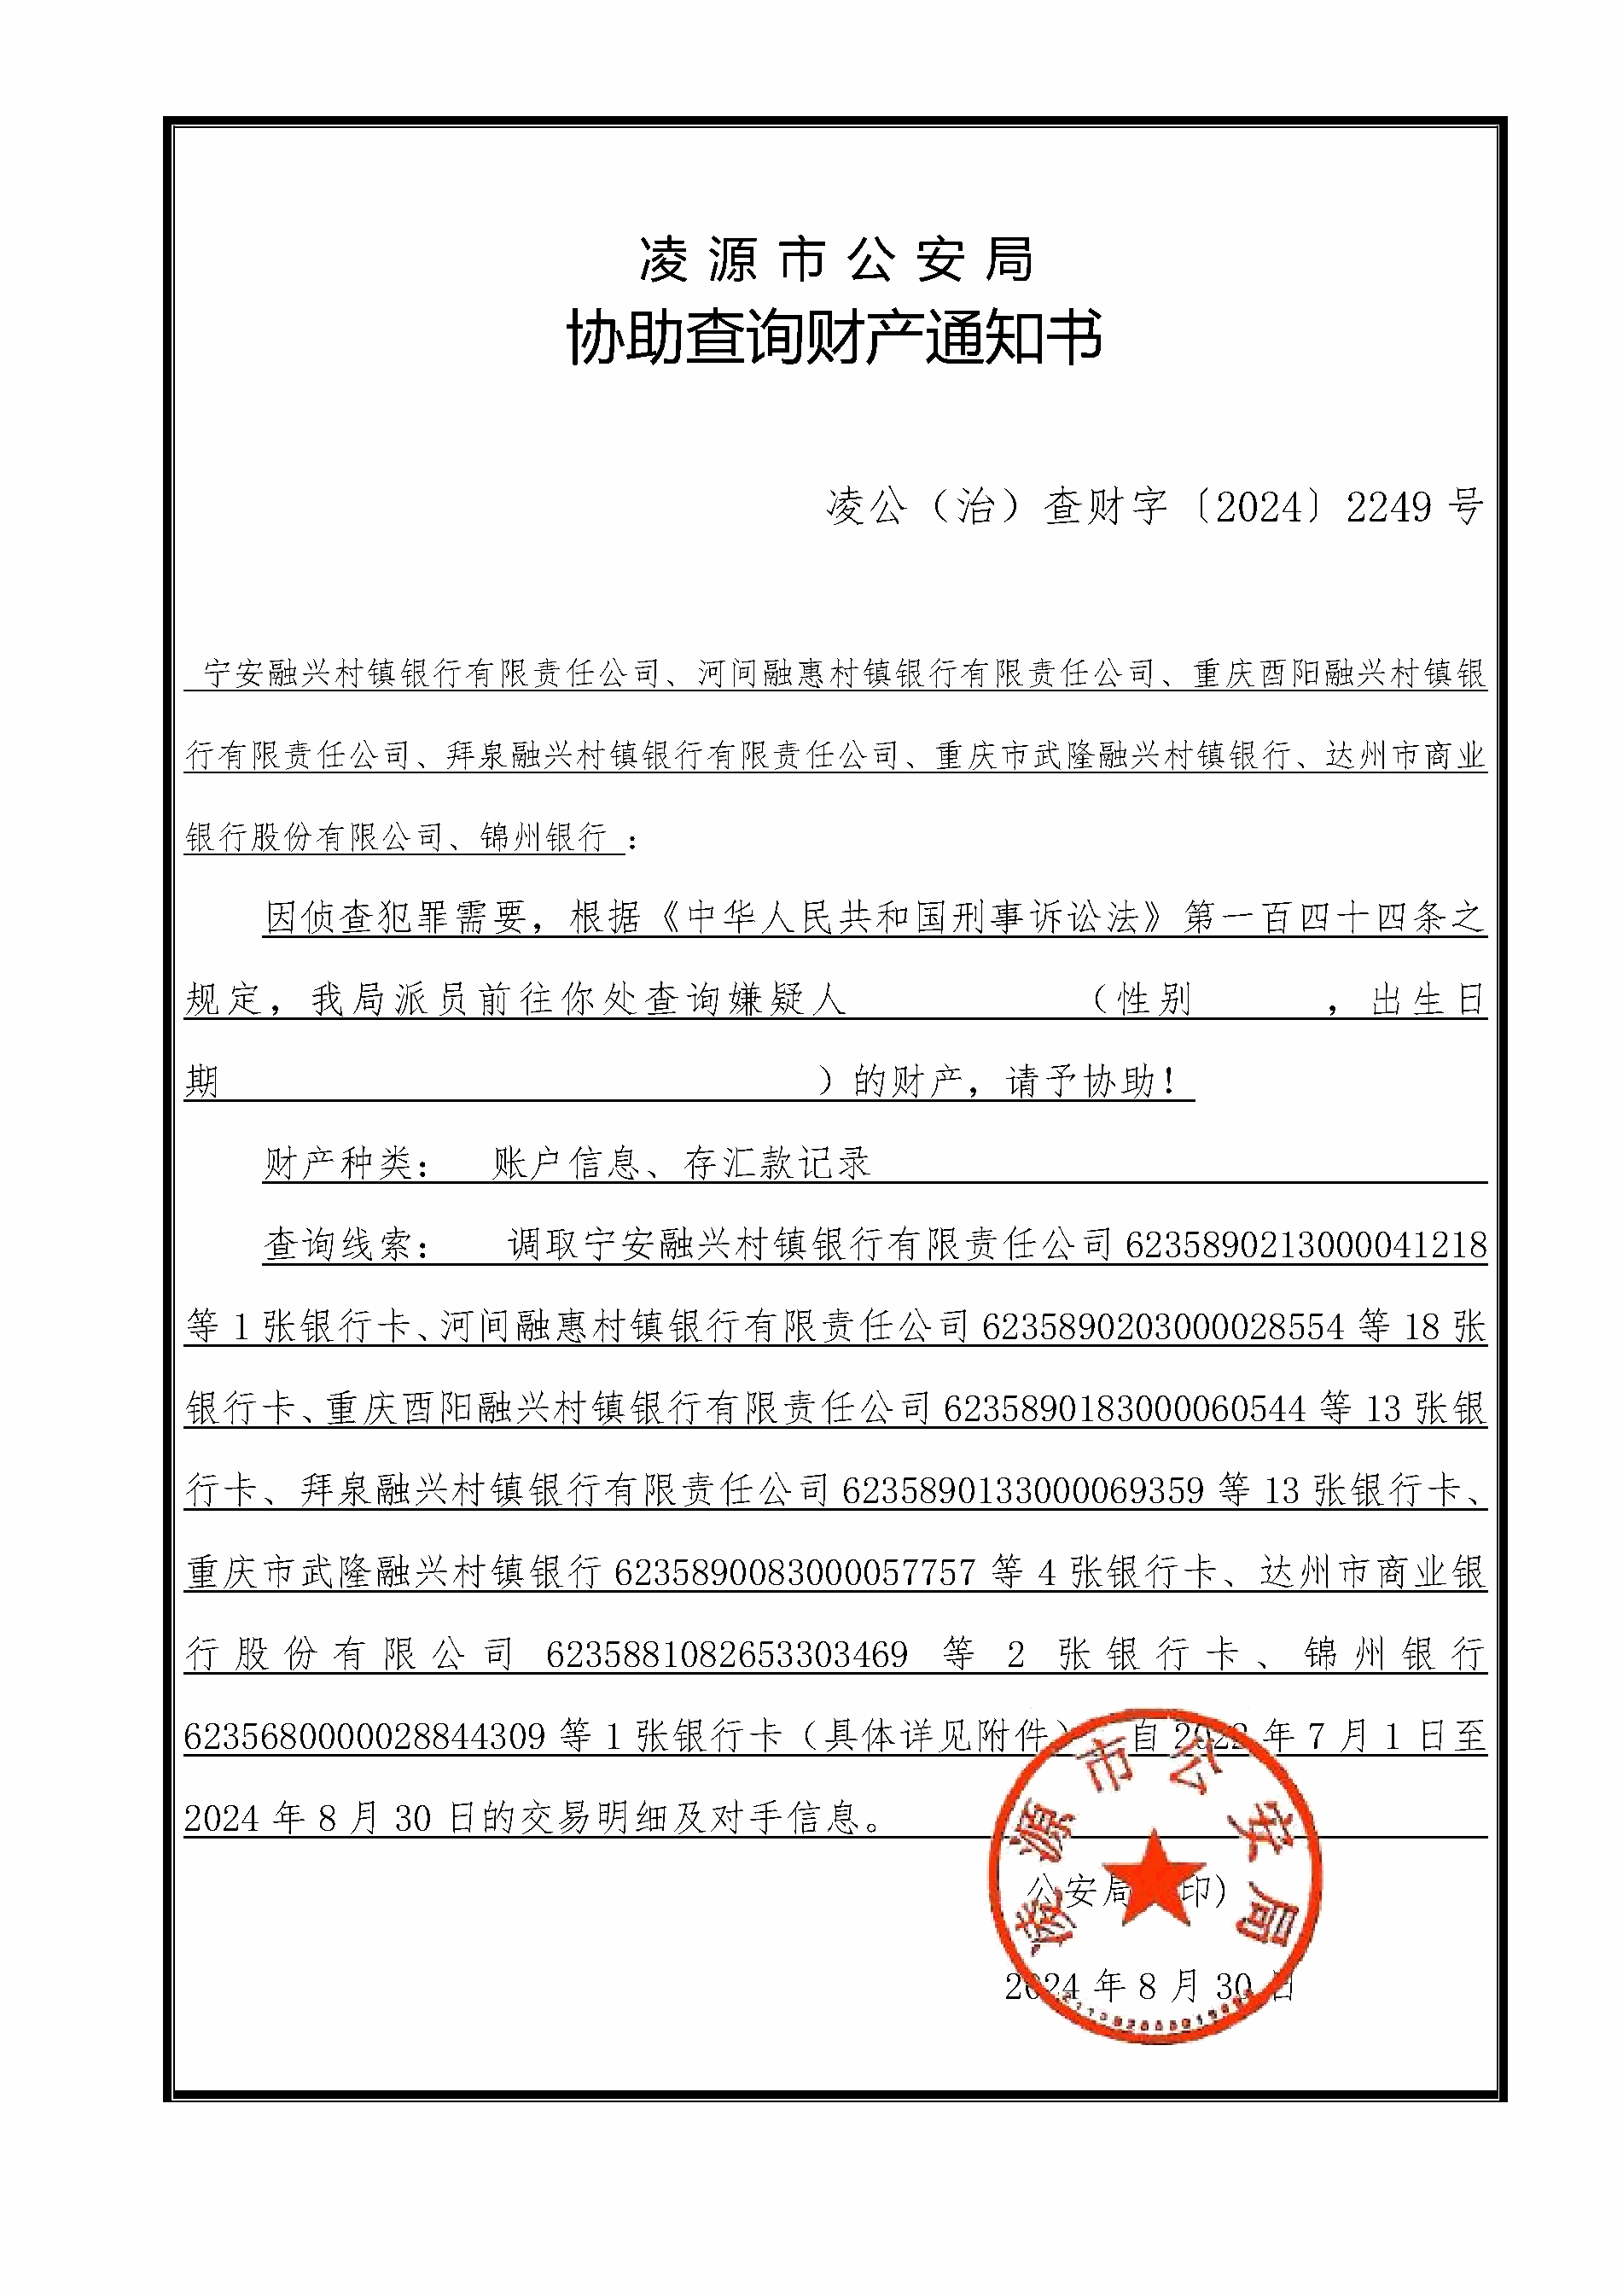 凌源市公安局
协助查询财产通知书
凌公（治）查财字〔2024〕2249 号
宁安融兴村镇银行有限责任公司、河间融惠村镇银行有限责任公司、重庆酉阳融兴村镇银
行有限责任公司、拜泉融兴村镇银行有限责任公司、重庆市武隆融兴村镇银行、达州市商业
银行股份有限公司、锦州银行 ：
因侦查犯罪需要，根据《中华人民共和国刑事诉讼法》第一百四十四条之
规定，我局派员前往你处查询嫌疑人 （性别 ，出生日
期 ）的财产，请予协助！
财产种类： 账户信息、存汇款记录
查询线索： 调取宁安融兴村镇银行有限责任公司 6235890213000041218
等 1 张银行卡、河间融惠村镇银行有限责任公司 6235890203000028554 等 18 张
银行卡、重庆酉阳融兴村镇银行有限责任公司 6235890183000060544 等 13 张银
行卡、拜泉融兴村镇银行有限责任公司 6235890133000069359 等 13 张银行卡、
重庆市武隆融兴村镇银行 6235890083000057757 等 4 张银行卡、达州市商业银
行股份有限公司 6235881082653303469 等 2 张银行卡、锦州银行
6235680000028844309 等 1 张银行卡（具体详见附件） 自 2022 年 7 月 1 日至
2024 年 8 月 30 日的交易明细及对手信息。
公安局 印)
2024 年 8 月 30 日
凌源市公安局